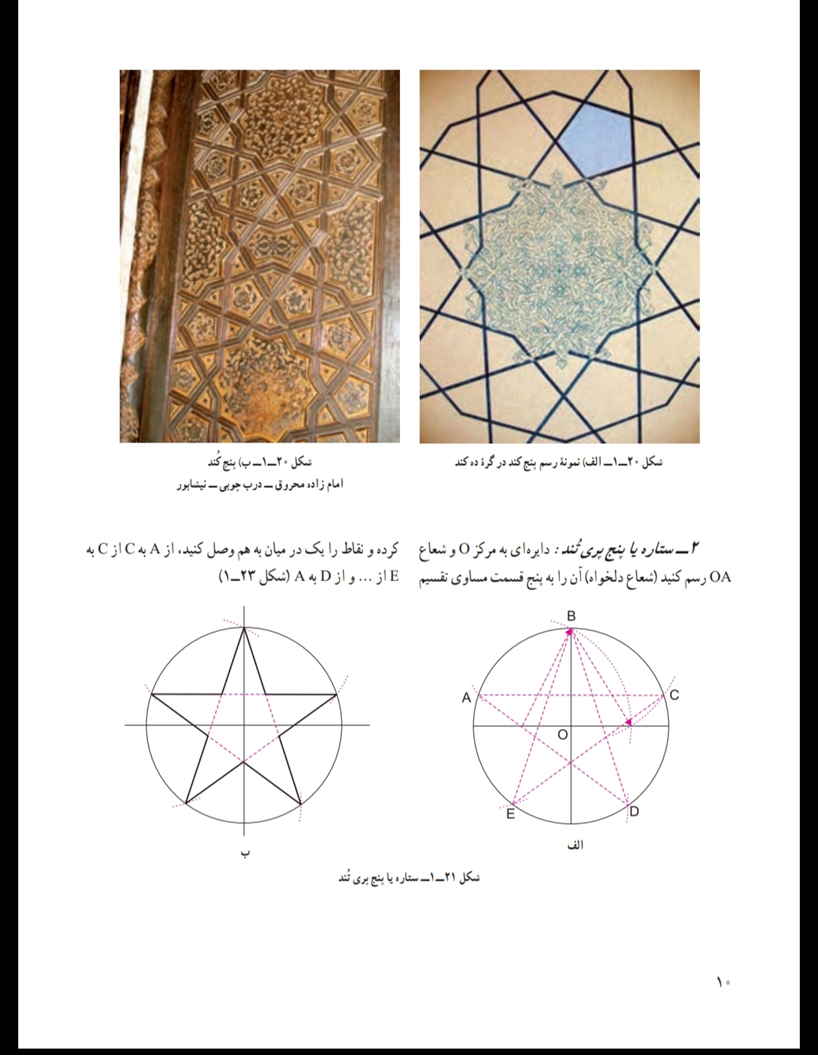 شکل ۲۰ــ۱ــ الف) نمونهٔ رسم پنج کند در گرهٔ ده کند
شکل ۲۰ــ۱ــ ب) پنج کُند
امام زاده محروق ــ درب چوبی ــ نیشابور
۲ــ ستاره یا پنج پری تُند : دایره‌ای به مرکز O و شعاع
OA رسم کنید (شعاع دلخواه) آن را به پنج قسمت مساوی تقسیم
کرده و نقاط را یک در میان به هم وصل کنید، از A به C از C به
E از ... و از D به A (شکل ۲۳ــ۱)
B
A
C
O
E
D
الف
ب
شکل ۲۱ــ۱ــ ستاره یا پنج پری تُند
۱۰